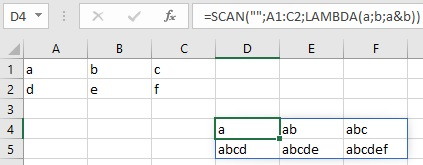 D4 fx =SCAN("";A1:C2;LAMBDA(a;b;a&b))
A B C D E F
1 a b c
2 d e f
3
4 a ab abc
5 abcd abcde abcdef